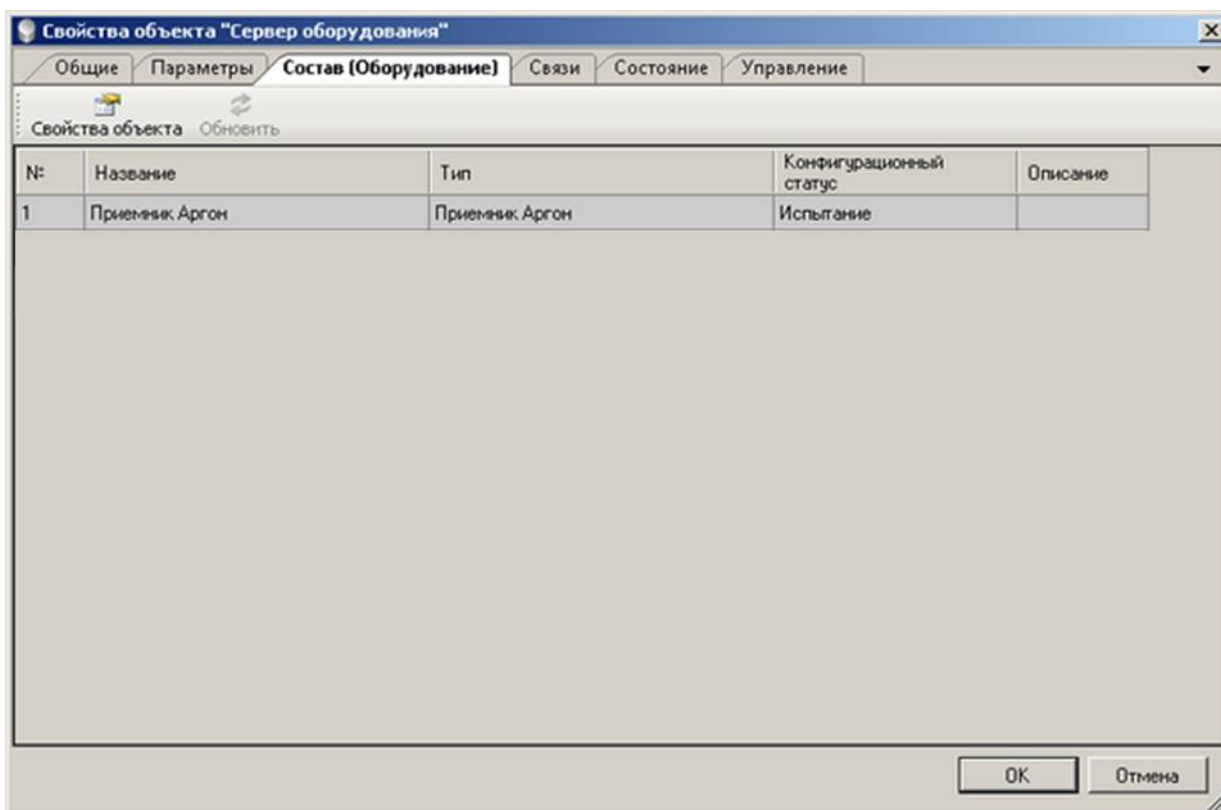 Свойства объекта "Сервер оборудования"
Общие Параметры Состав (Оборудование) Связи Состояние Управление
Свойства объекта Обновить
№ Название Тип Конфигурационный статус Описание
1 Приемник Аргон Приемник Аргон Испытание
OK Отмена